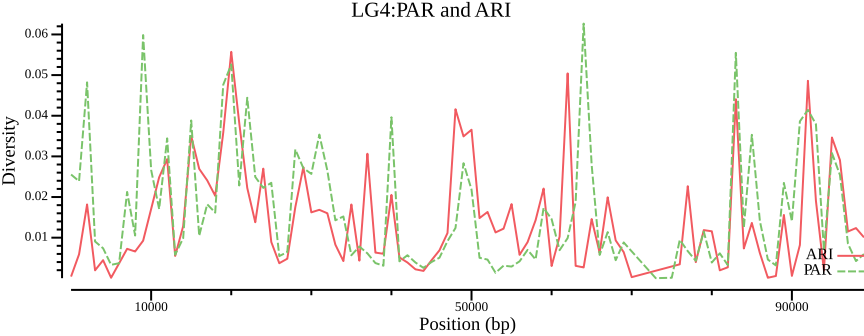 LG4:PAR and ARI
Diversity
0.06
0.05
0.04
0.03
0.02
0.01
ARI
PAR
10000
50000
90000
Position (bp)